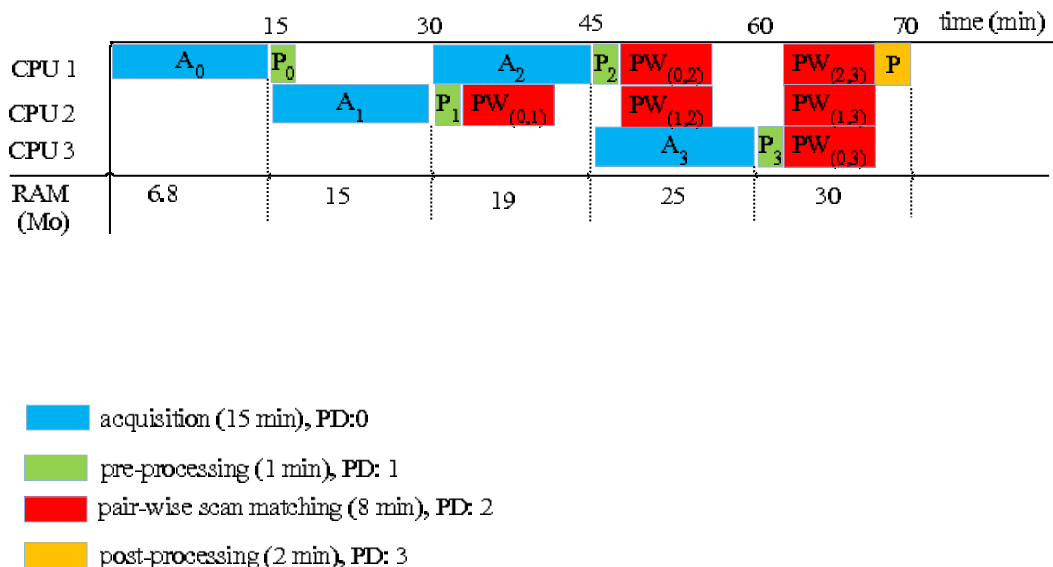 15 30 45 60 70 time (min)
CPU 1 A0 P0 A2 P2 PW(0,2) PW(2,3) P
CPU 2 A1 P1 PW(0,1) PW(1,2) PW(1,3)
CPU 3 A3 P3 PW(0,3)
RAM 6.8 15 19 25 30
(Mo)
acquisition (15 min), PD:0
pre-processing (1 min), PD: 1
pair-wise scan matching (8 min), PD: 2
post-processing (2 min), PD: 3